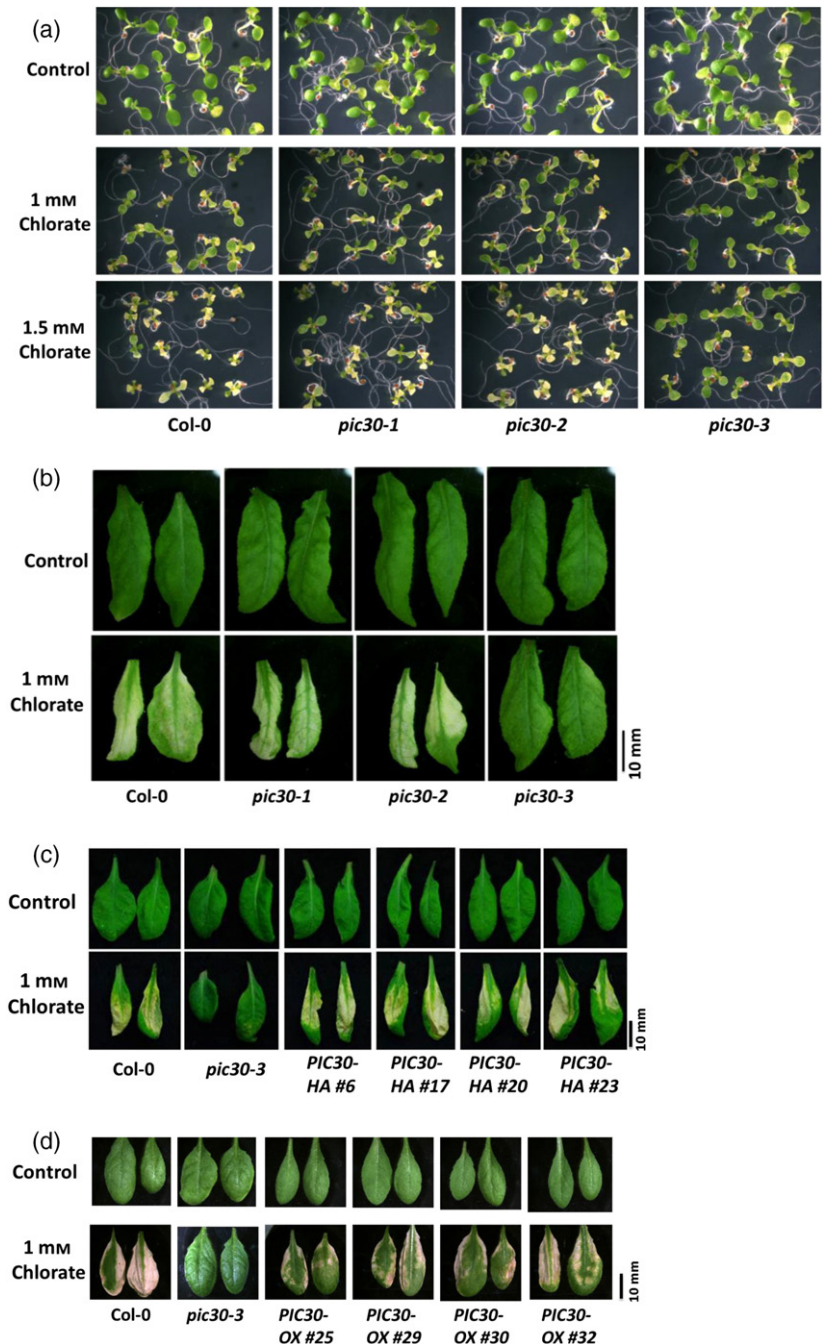 (a)
Control
1 mM
Chlorate
1.5 mM
Chlorate
Col-0 pic30-1 pic30-2 pic30-3
(b)
Control
1 mM
Chlorate
10 mm
Col-0 pic30-1 pic30-2 pic30-3
(c)
Control
1 mM
Chlorate
10 mm
Col-0 pic30-3 PIC30- PIC30- PIC30- PIC30-
HA #6 HA #17 HA #20 HA #23
(d)
Control
1 mM
Chlorate
10 mm
Col-0 pic30-3 PIC30- PIC30- PIC30- PIC30-
OX #25 OX #29 OX #30 OX #32